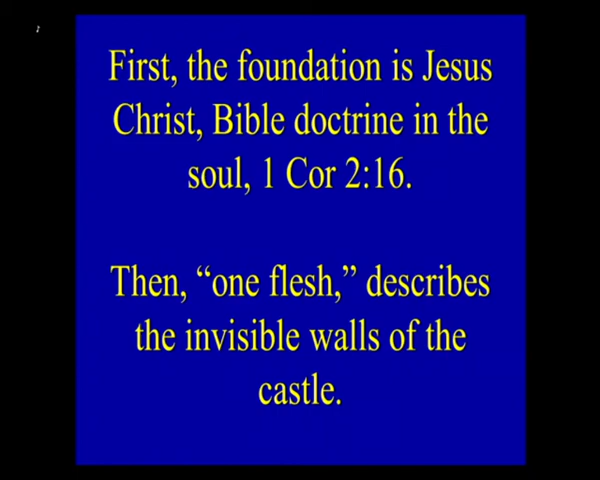 First, the foundation is Jesus
Christ, Bible doctrine in the
soul, 1 Cor 2:16.
Then, “one flesh,” describes
the invisible walls of the
castle.